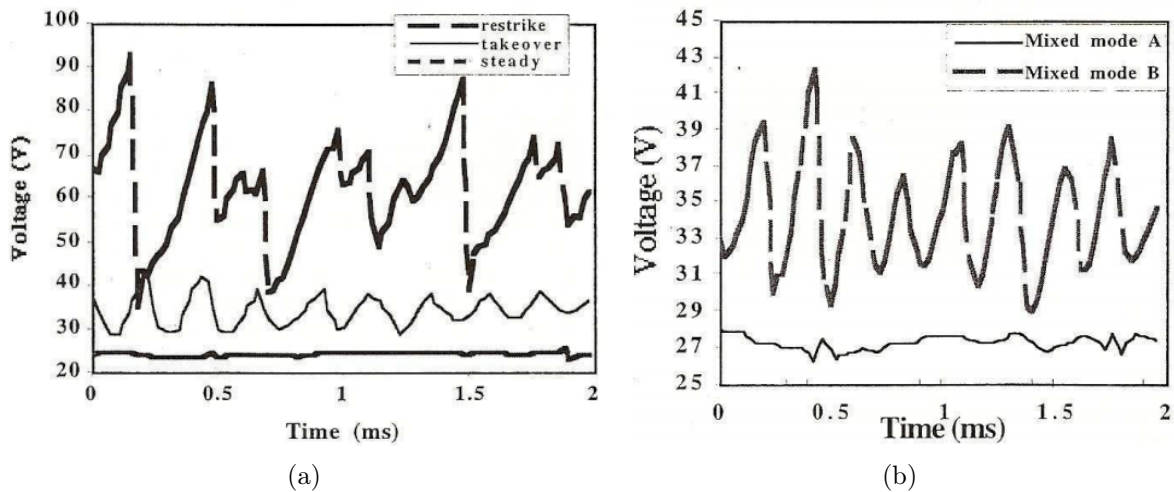 100
90
80
70
60
50
40
30
20
Voltage (V)
restrike
takeover
steady
0
0.5
1
1.5
2
Time (ms)
(a)
45
43
41
39
37
35
33
31
29
27
25
Voltage (V)
Mixed mode A
Mixed mode B
0
0.5
1
1.5
2
Time (ms)
(b)